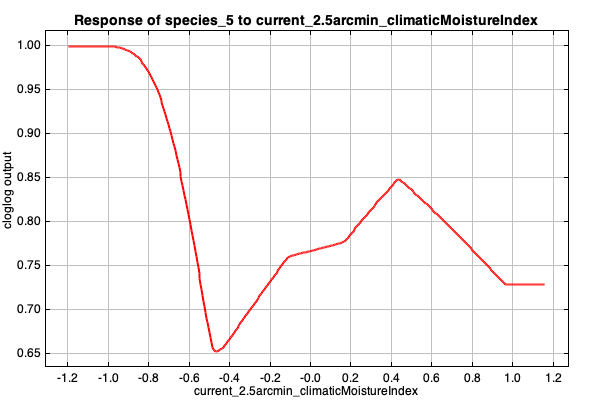 Response of species_5 to current_2.5arcmin_climaticMoistureIndex
cloglog output
1.00
0.95
0.90
0.85
0.80
0.75
0.70
0.65
-1.2 -1.0 -0.8 -0.6 -0.4 -0.2 -0.0 0.2 0.4 0.6 0.8 1.0 1.2
current_2.5arcmin_climaticMoistureIndex